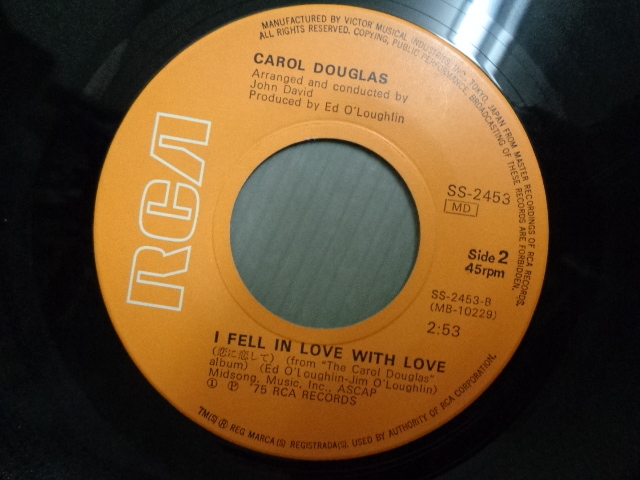 MANUFACTURED BY VICTOR MUSICAL INDUSTRIES, INC., TOKYO, JAPAN FROM MASTER RECORDINGS OF RCA RECORDS.
ALL RIGHTS RESERVED. COPYING, PUBLIC PERFORMANCE, BROADCASTING OF THESE RECORDS ARE FORBIDDEN.
CAROL DOUGLAS
Arranged and conducted by
John David
Produced by Ed O'Loughlin
RCA
SS-2453
MD
Side 2
45rpm
SS-2453-B
(MB-10229)
2:53
I FELL IN LOVE WITH LOVE
(恋に恋して) (from "The Carol Douglas"
album) (Ed O'Loughlin-Jim O'Loughlin)
Midsong, Music, Inc., ASCAP
Ⓛ Ⓟ '75 RCA RECORDS
TM(S) ® REG MARCA(S) REGISTRADA(S). USED BY AUTHORITY OF RCA CORPORATION.